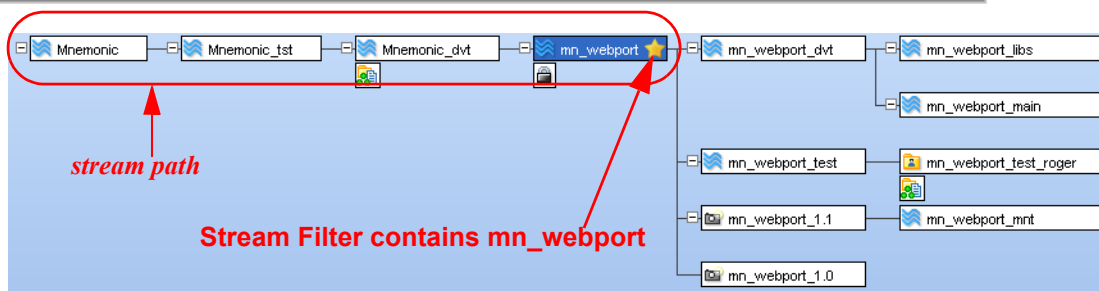 Mnemonic
Mnemonic_tst
Mnemonic_dvt
mn_webport
mn_webport_dvt
mn_webport_libs
mn_webport_main
stream path
mn_webport_test
mn_webport_test_roger
mn_webport_1.1
mn_webport_mnt
Stream Filter contains mn_webport
mn_webport_1.0